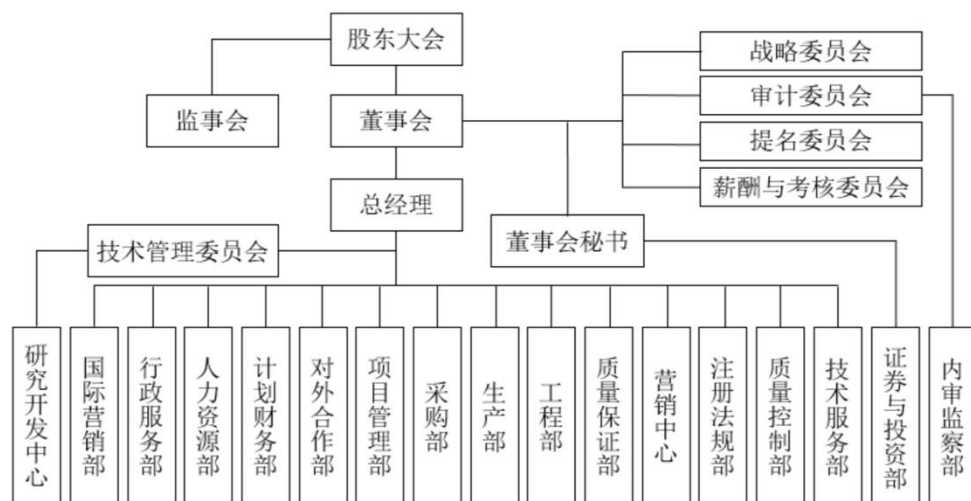 股东大会
战略委员会
审计委员会
监事会
董事会
提名委员会
薪酬与考核委员会
总经理
董事会秘书
技术管理委员会
研究开发中心
国际营销部
行政服务部
人力资源部
计划财务部
对外合作部
项目管理部
采购部
生产部
工程部
质量保证部
营销中心
注册法规部
质量控制部
技术服务部
证券与投资部
内审监察部